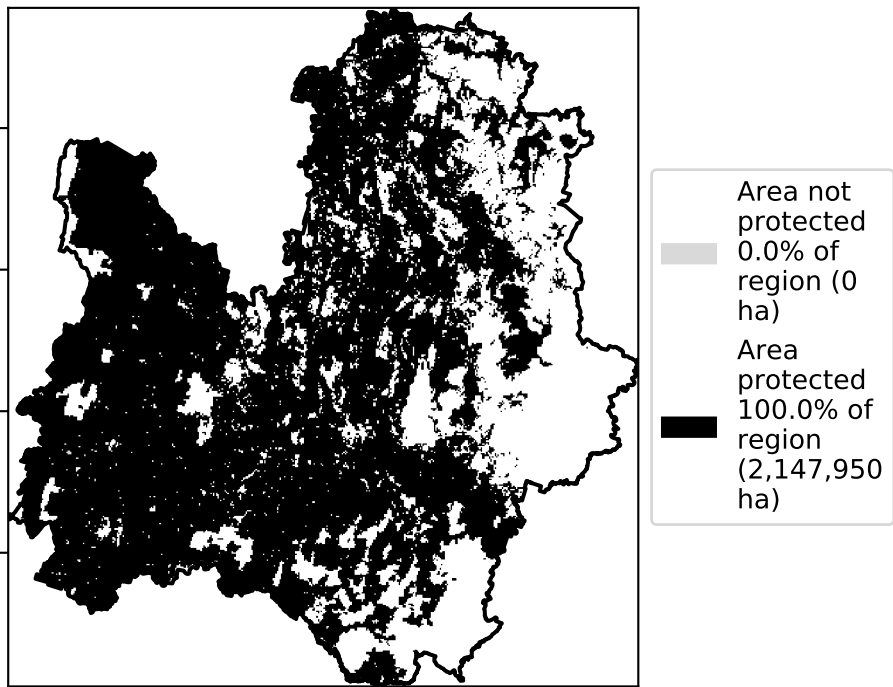 Area not
protected
0.0% of
region (0
ha)
Area
protected
100.0% of
region
(2,147,950
ha)